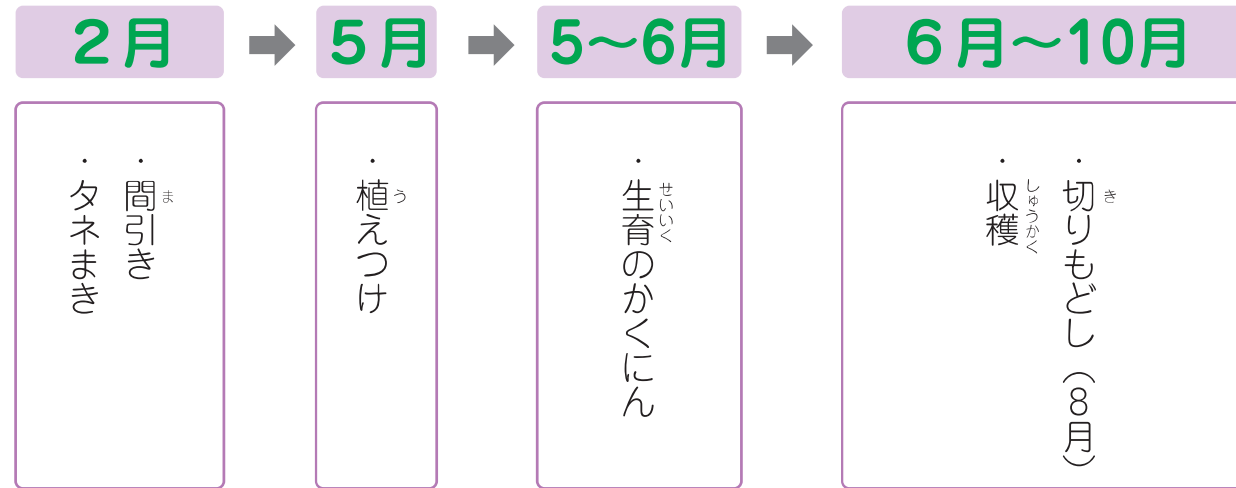 2月
・間引き
・タネまき
5月
・植えつけ
5〜6月
・生育のかくにん
6月〜10月
・切りもどし（8月）
・収穫
ま
う
せいいく
き
しゅうかく